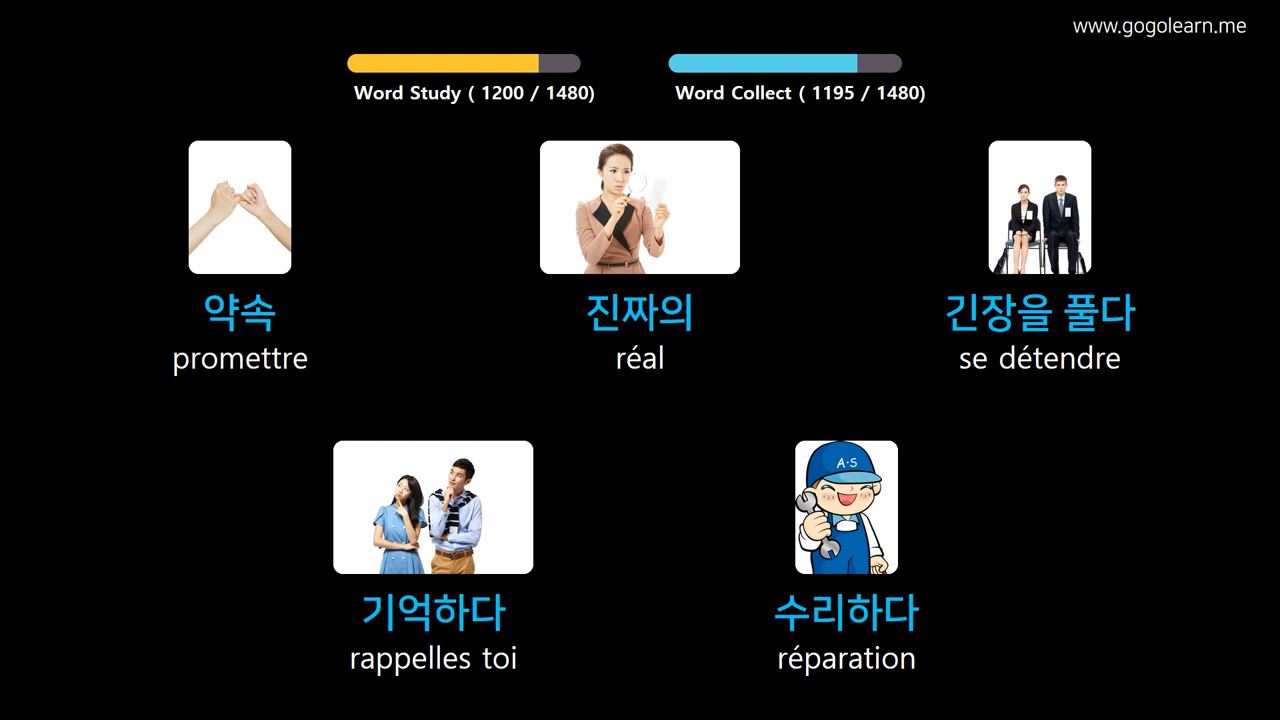 www.gogolearn.me
Word Study ( 1200 / 1480)
Word Collect ( 1195 / 1480)
약속
promettre
진짜의
réal
긴장을 풀다
se détendre
A·S
기억하다
rappelles toi
수리하다
réparation